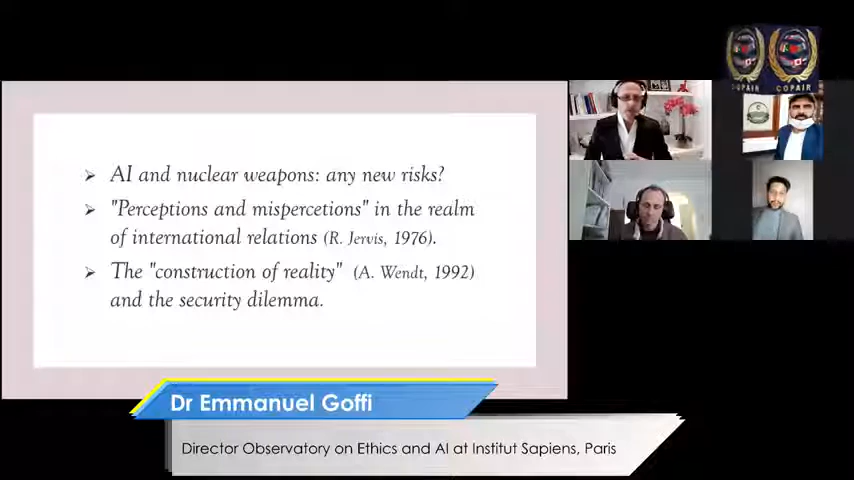 COPAIR COPAIR
AI and nuclear weapons: any new risks?
"Perceptions and mispercetions" in the realm
of international relations (R. Jervis, 1976).
The "construction of reality" (A. Wendt, 1992)
and the security dilemma.
Dr Emmanuel Goffi
Director Observatory on Ethics and AI at Institut Sapiens, Paris